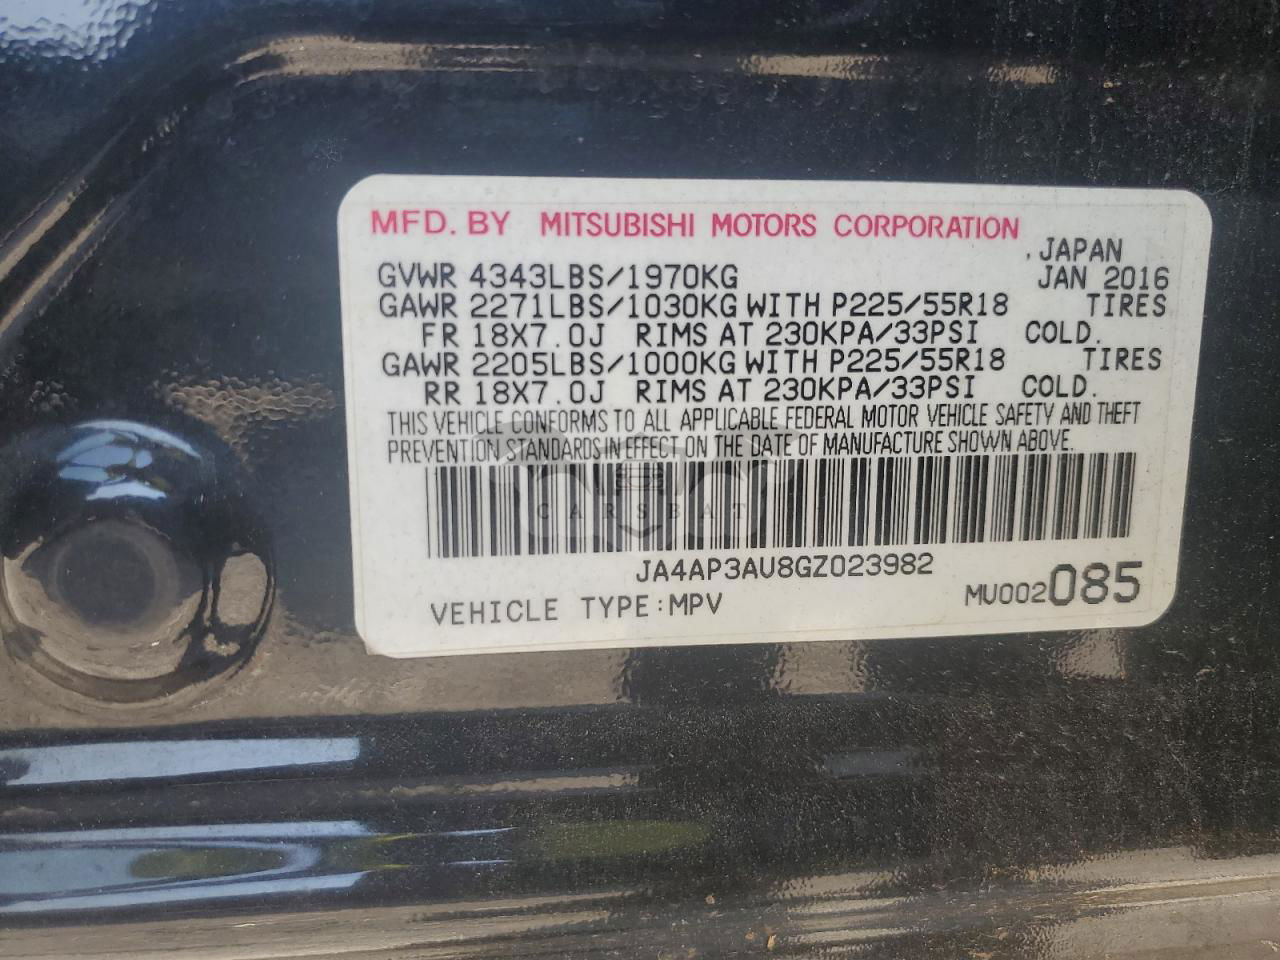 MFD. BY MITSUBISHI MOTORS CORPORATION
. JAPAN
GVWR 4343LBS/1970KG JAN 2016
GAWR 2271LBS/1030KG WITH P225/55R18 TIRES
FR 18X7.0J RIMS AT 230KPA/33PSI COLD.
GAWR 2205LBS/1000KG WITH P225/55R18 TIRES
RR 18X7.0J RIMS AT 230KPA/33PSI COLD.
THIS VEHICLE CONFORMS TO ALL APPLICABLE FEDERAL MOTOR VEHICLE SAFETY AND THEFT
PREVENTION STANDARDS IN EFFECT ON THE DATE OF MANUFACTURE SHOWN ABOVE.
CARSBAT
JA4AP3AU8GZ023982
VEHICLE TYPE:MPV MU002085